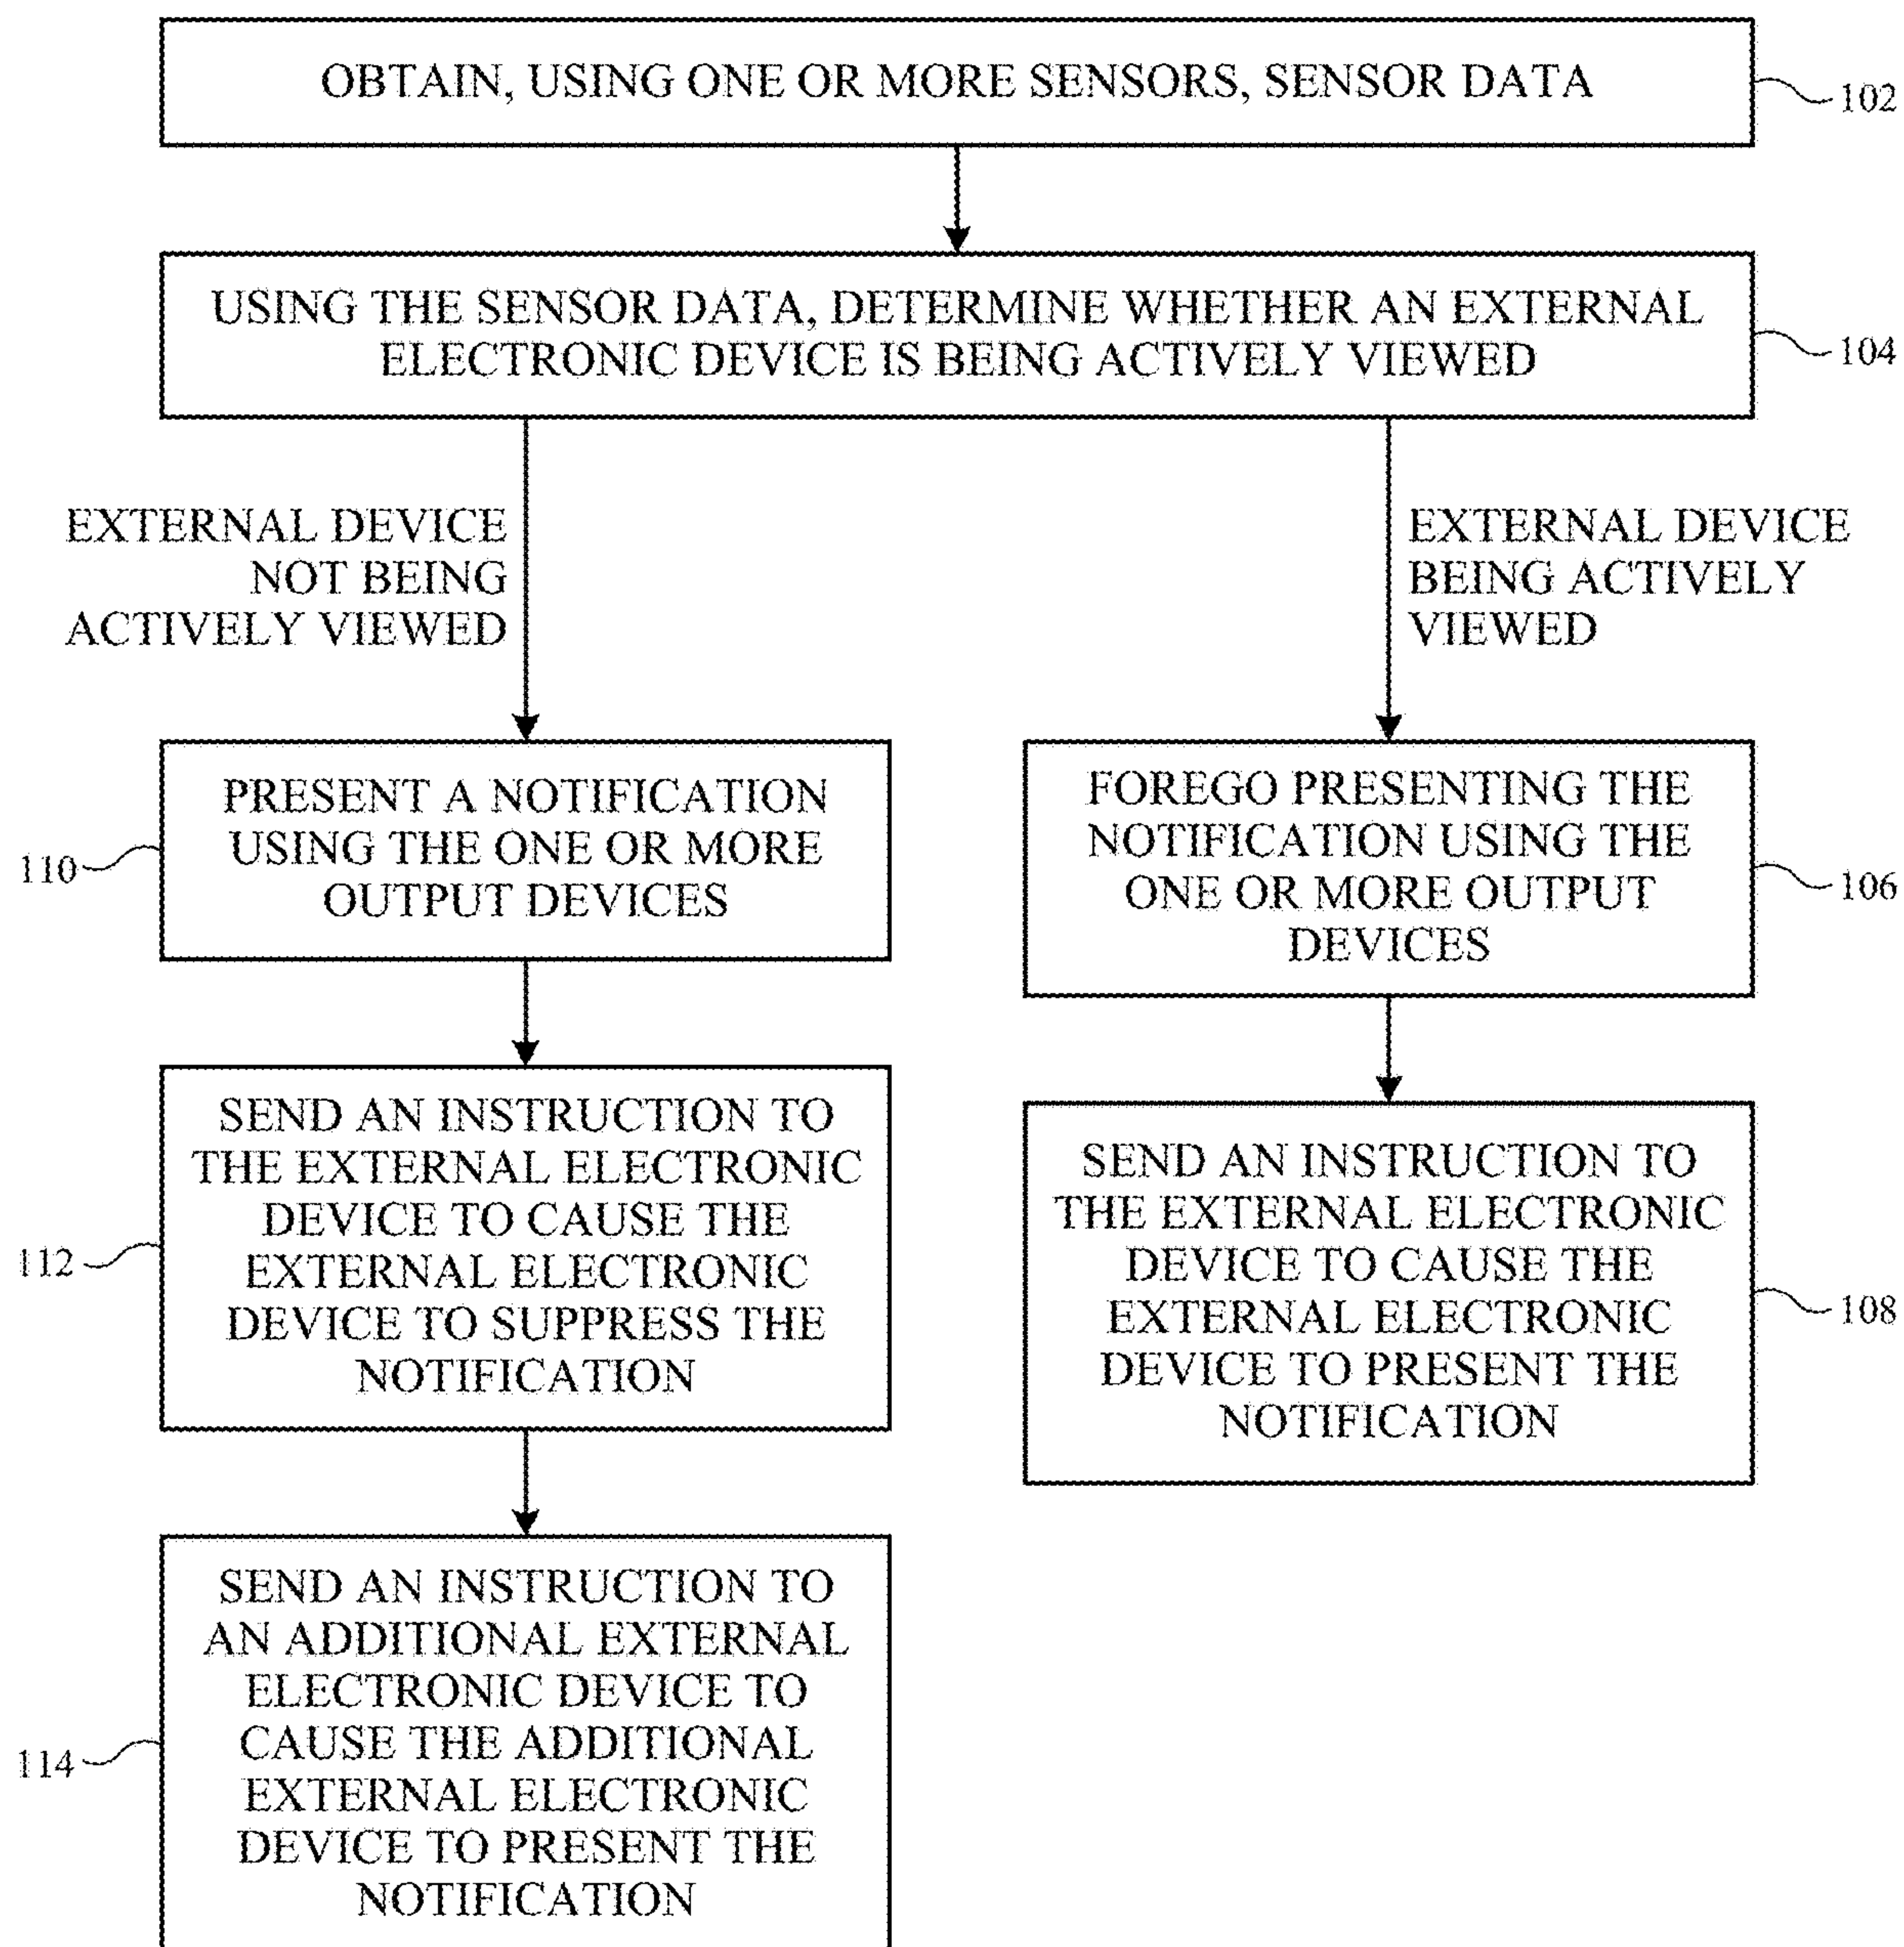 OBTAIN, USING ONE OR MORE SENSORS, SENSOR DATA
102
USING THE SENSOR DATA, DETERMINE WHETHER AN EXTERNAL
ELECTRONIC DEVICE IS BEING ACTIVELY VIEWED
104
EXTERNAL DEVICE
NOT BEING
ACTIVELY VIEWED
EXTERNAL DEVICE
BEING ACTIVELY
VIEWED
PRESENT A NOTIFICATION
USING THE ONE OR MORE
OUTPUT DEVICES
110
FOREGO PRESENTING THE
NOTIFICATION USING THE
ONE OR MORE OUTPUT
DEVICES
106
SEND AN INSTRUCTION TO
THE EXTERNAL ELECTRONIC
DEVICE TO CAUSE THE
EXTERNAL ELECTRONIC
DEVICE TO SUPPRESS THE
NOTIFICATION
112
SEND AN INSTRUCTION TO
THE EXTERNAL ELECTRONIC
DEVICE TO CAUSE THE
EXTERNAL ELECTRONIC
DEVICE TO PRESENT THE
NOTIFICATION
108
SEND AN INSTRUCTION TO
AN ADDITIONAL EXTERNAL
ELECTRONIC DEVICE TO
CAUSE THE ADDITIONAL
EXTERNAL ELECTRONIC
DEVICE TO PRESENT THE
NOTIFICATION
114